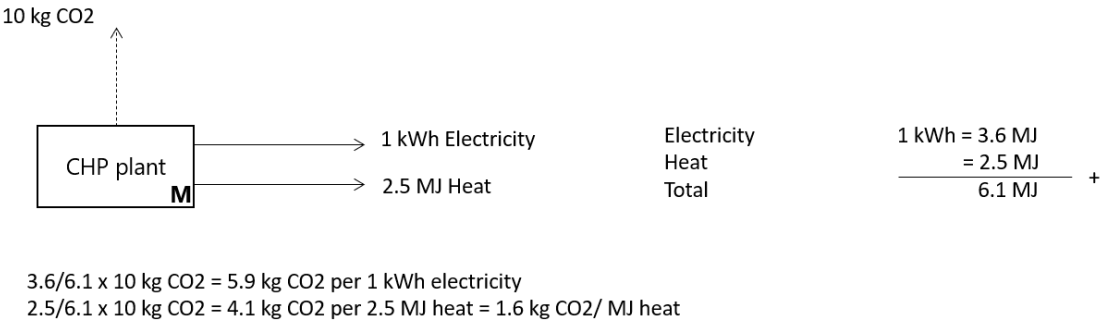 10 kg CO2
CHP plant
M
1 kWh Electricity
2.5 MJ Heat
Electricity 1 kWh = 3.6 MJ
Heat = 2.5 MJ
Total 6.1 MJ +
3.6/6.1 x 10 kg CO2 = 5.9 kg CO2 per 1 kWh electricity
2.5/6.1 x 10 kg CO2 = 4.1 kg CO2 per 2.5 MJ heat = 1.6 kg CO2/ MJ heat